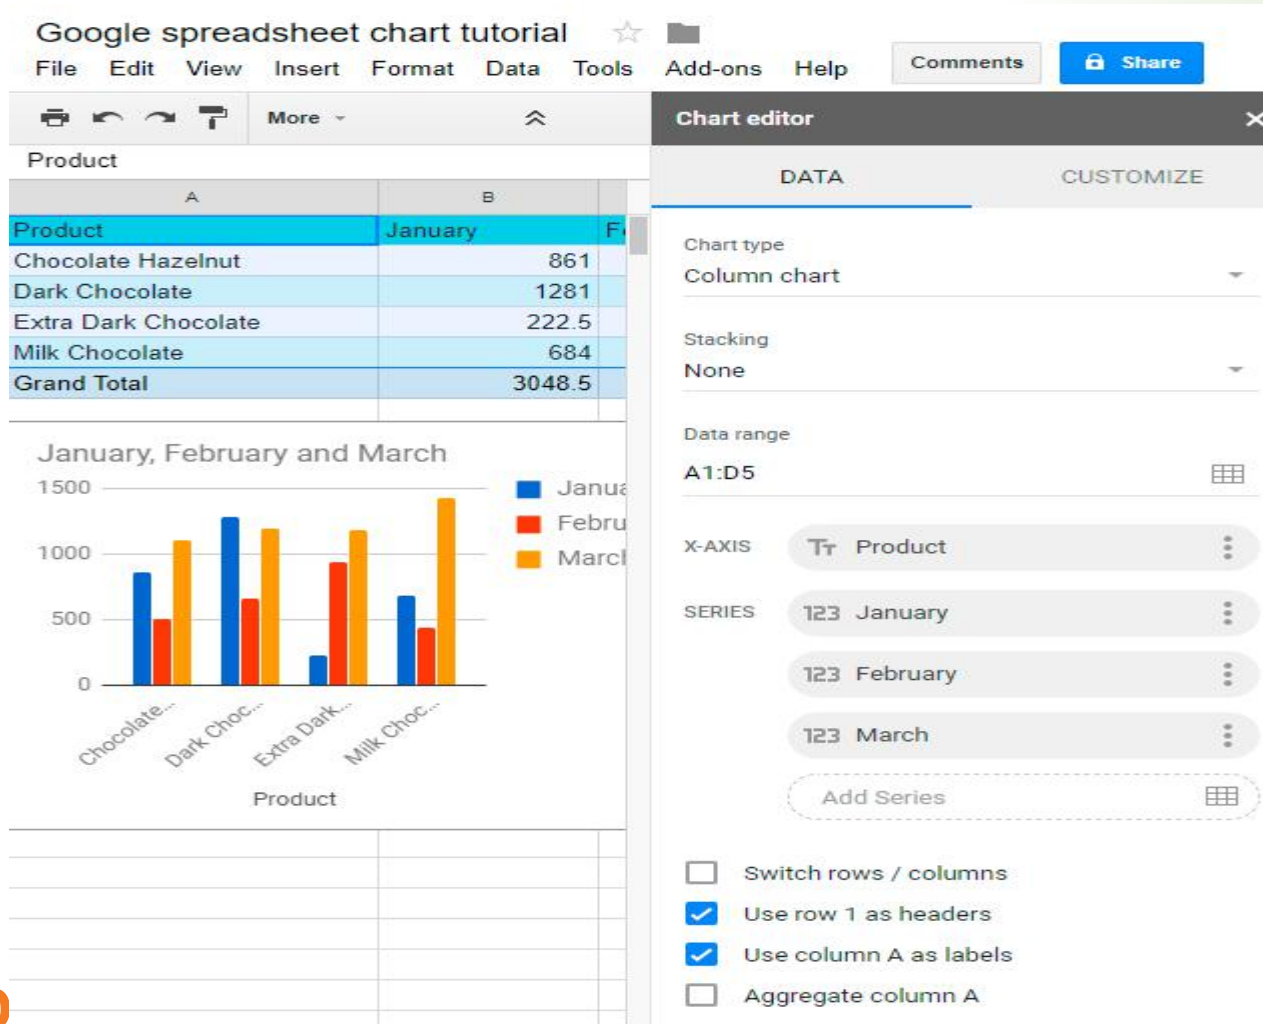 Google spreadsheet chart tutorial
File Edit View Insert Format Data Tools Add-ons Help
Comments
Share
More
Product
A B
Product January
Chocolate Hazelnut 861
Dark Chocolate 1281
Extra Dark Chocolate 222.5
Milk Chocolate 684
Grand Total 3048.5
January, February and March
1500
1000
500
0
Janua
Febru
March
Chocolate...
Dark Choc...
Extra Dark...
Milk Choc...
Product
Chart editor
DATA CUSTOMIZE
Chart type
Column chart
Stacking
None
Data range
A1:D5
X-AXIS Tт Product
SERIES 123 January
123 February
123 March
Add Series
Switch rows / columns
Use row 1 as headers
Use column A as labels
Aggregate column A